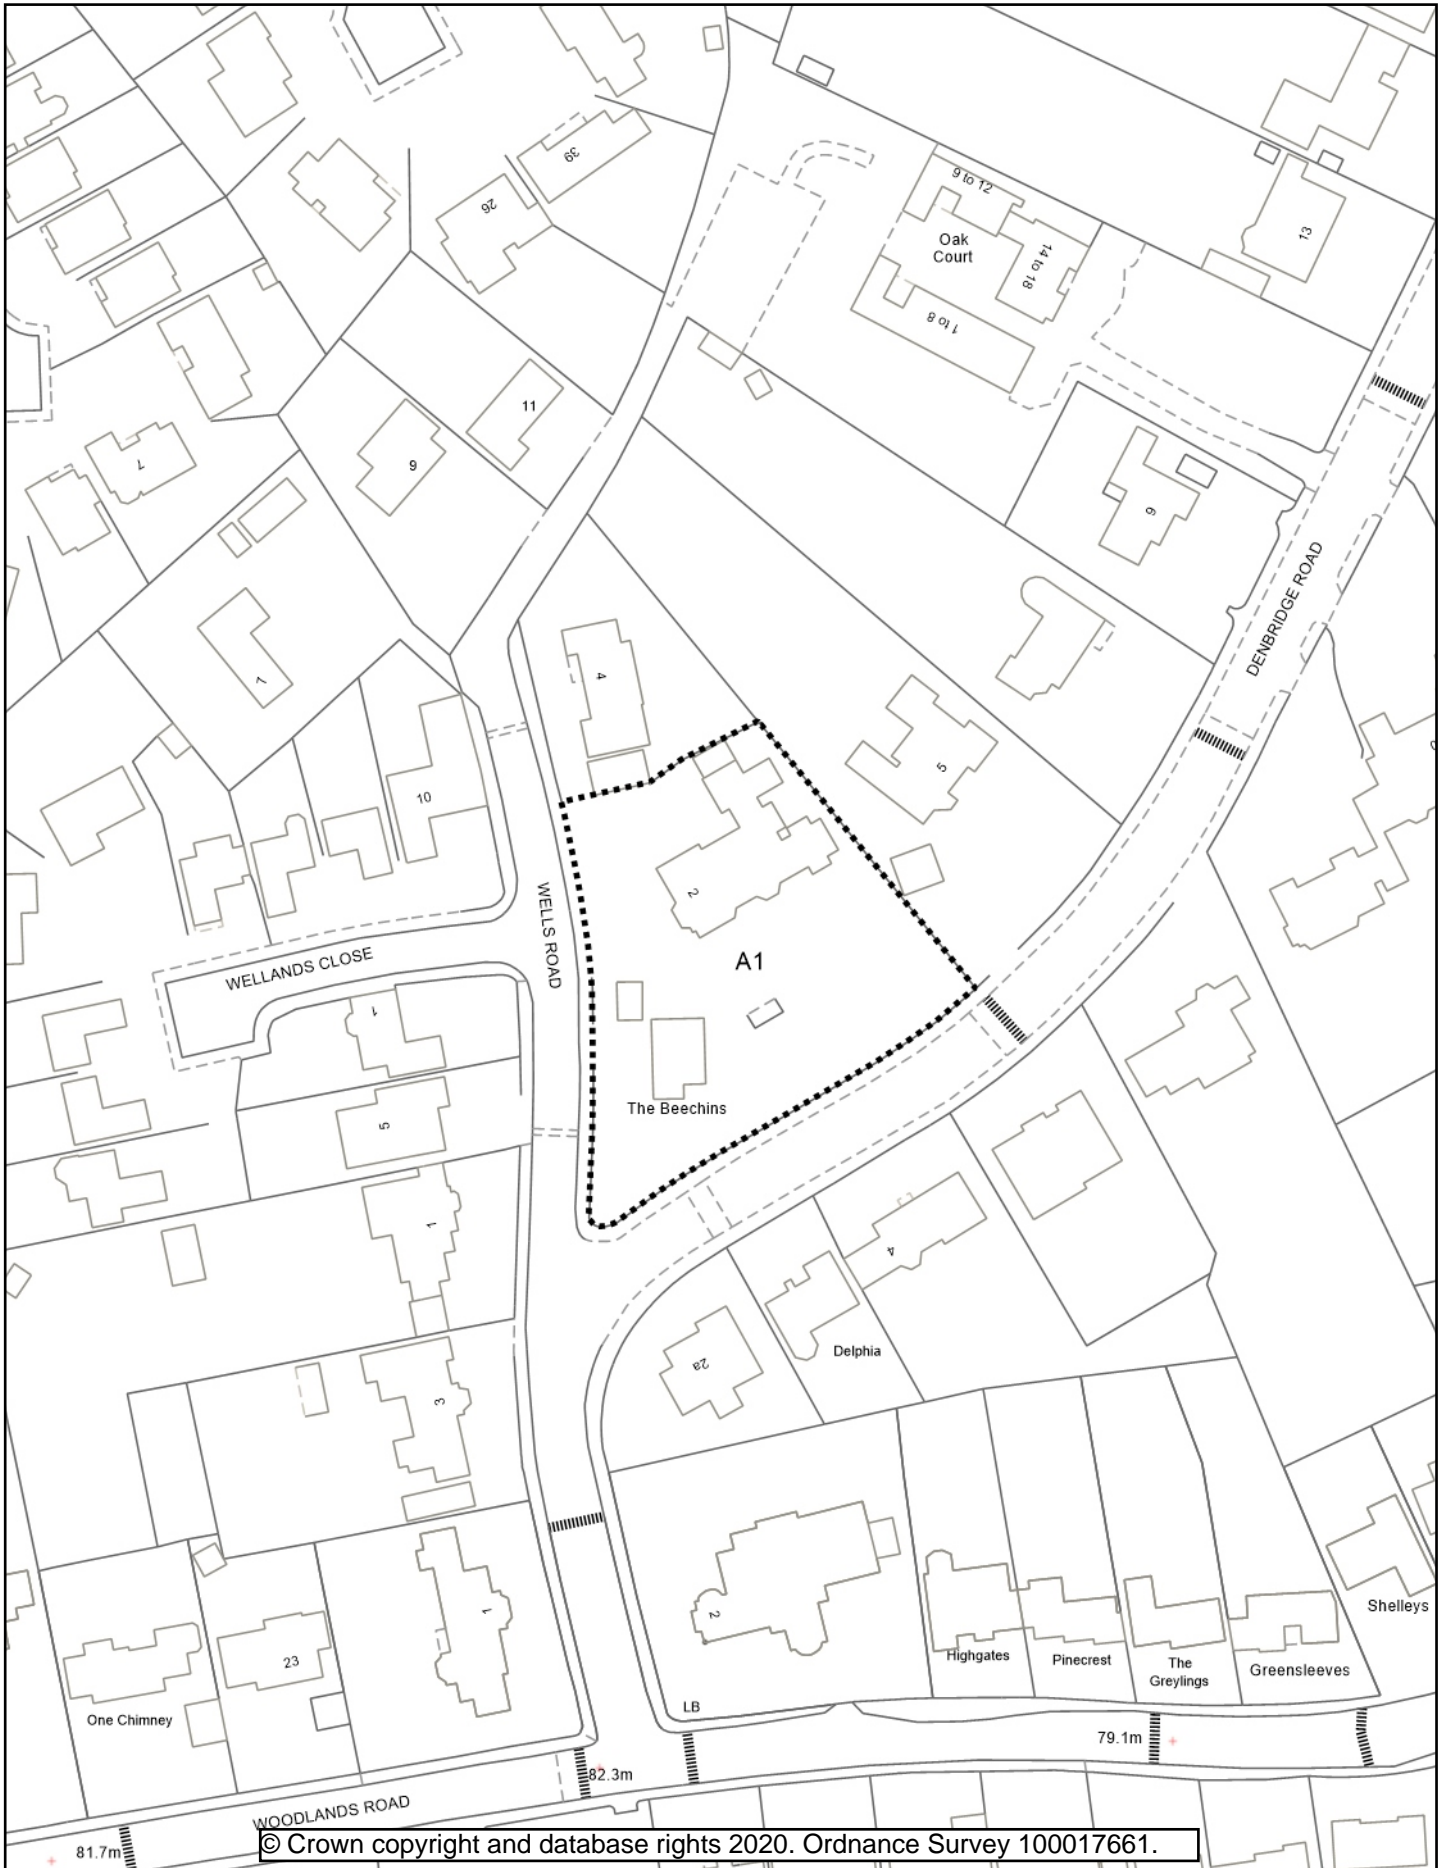 39
26
9 to 12
Oak
Court
14 to 18
1 to 8
13
11
9
7
6
DENBRIDGE ROAD
4
7
5
10
2
WELLS ROAD
A1
WELLANDS CLOSE
1
The Beechins
5
1
4
Delphia
2a
3
1
2
23
One Chimney
Highgates
Pinecrest
The
Greylings
Greensleeves
Shelleys
LB
79.1m
82.3m
WOODLANDS ROAD
81.7m
© Crown copyright and database rights 2020. Ordnance Survey 100017661.